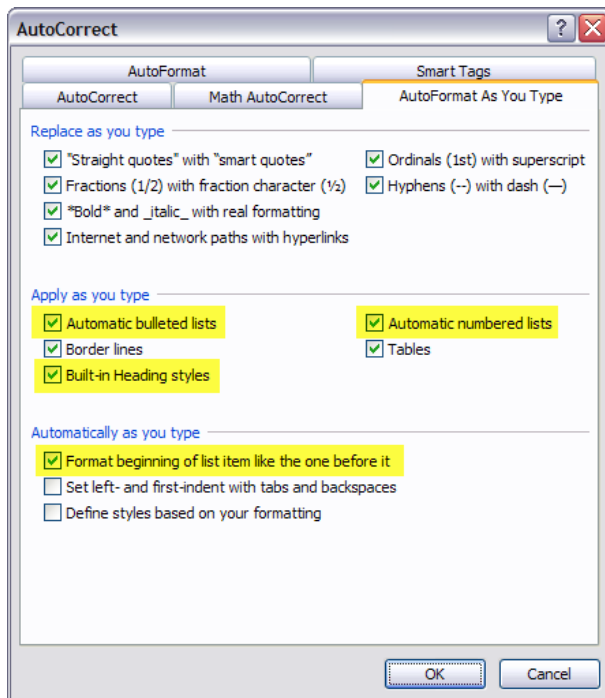 AutoCorrect
AutoFormat Smart Tags
AutoCorrect Math AutoCorrect AutoFormat As You Type
Replace as you type
"Straight quotes" with “smart quotes” Ordinals (1st) with superscript
Fractions (1/2) with fraction character (½) Hyphens (--) with dash (—)
*Bold* and _italic_ with real formatting
Internet and network paths with hyperlinks
Apply as you type
Automatic bulleted lists Automatic numbered lists
Border lines Tables
Built-in Heading styles
Automatically as you type
Format beginning of list item like the one before it
Set left- and first-indent with tabs and backspaces
Define styles based on your formatting
OK Cancel